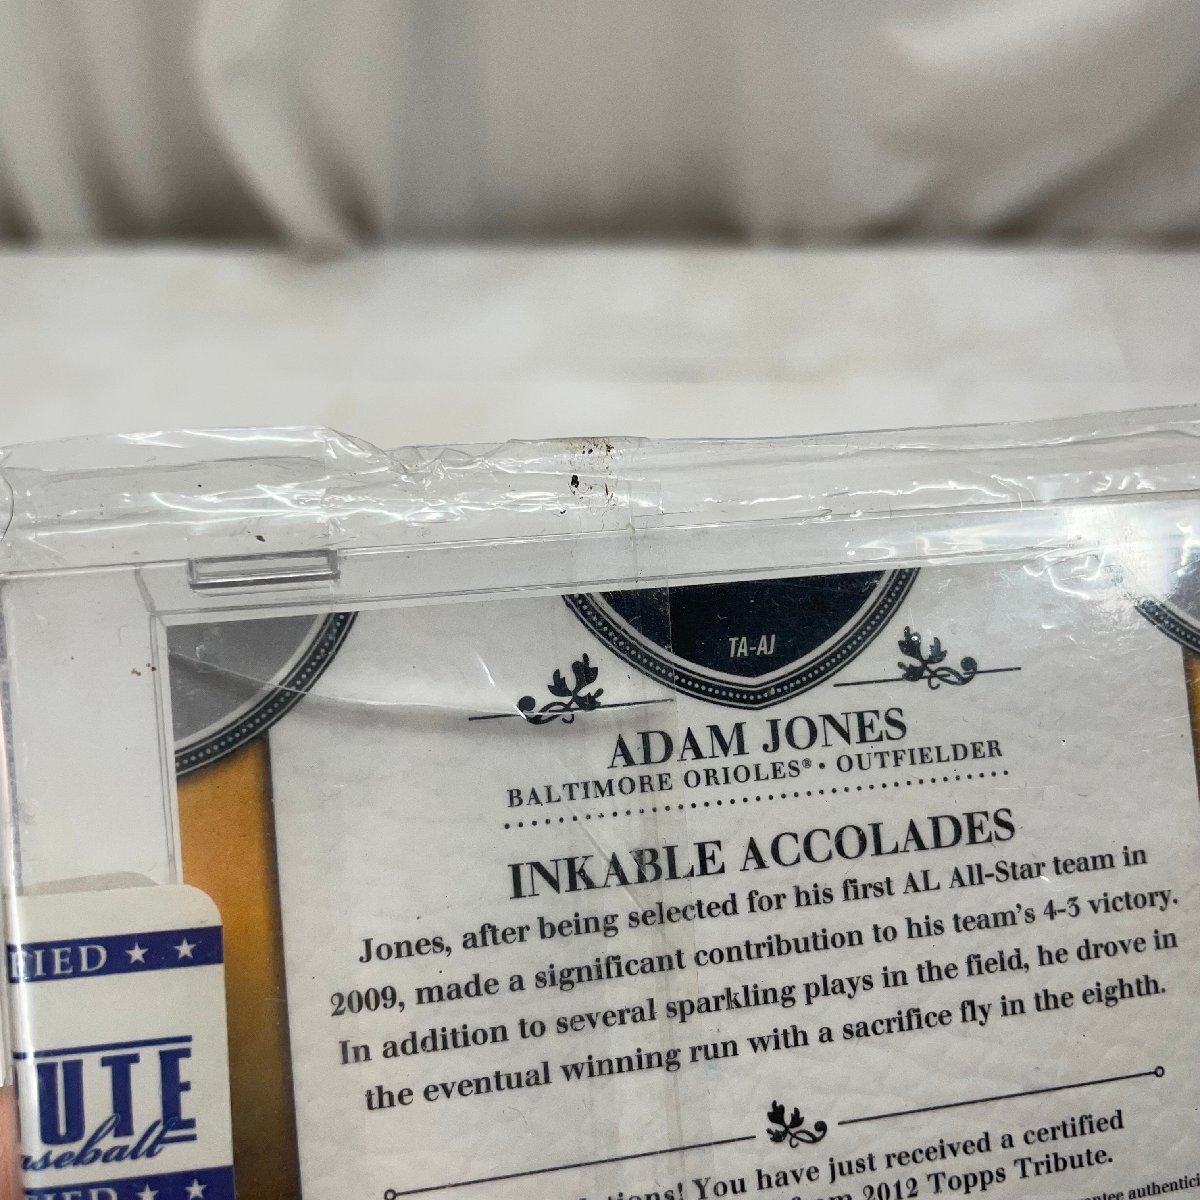 TA-AJ
ADAM JONES
BALTIMORE ORIOLES® • OUTFIELDER
INKABLE ACCOLADES
Jones, after being selected for his first AL All-Star team in
2009, made a significant contribution to his team's 4-3 victory.
In addition to several sparkling plays in the field, he drove in
the eventual winning run with a sacrifice fly in the eighth.
You have just received a certified
2012 Topps Tribute.
FIED ★ ★
UTE
baseball
FIED ★ ★